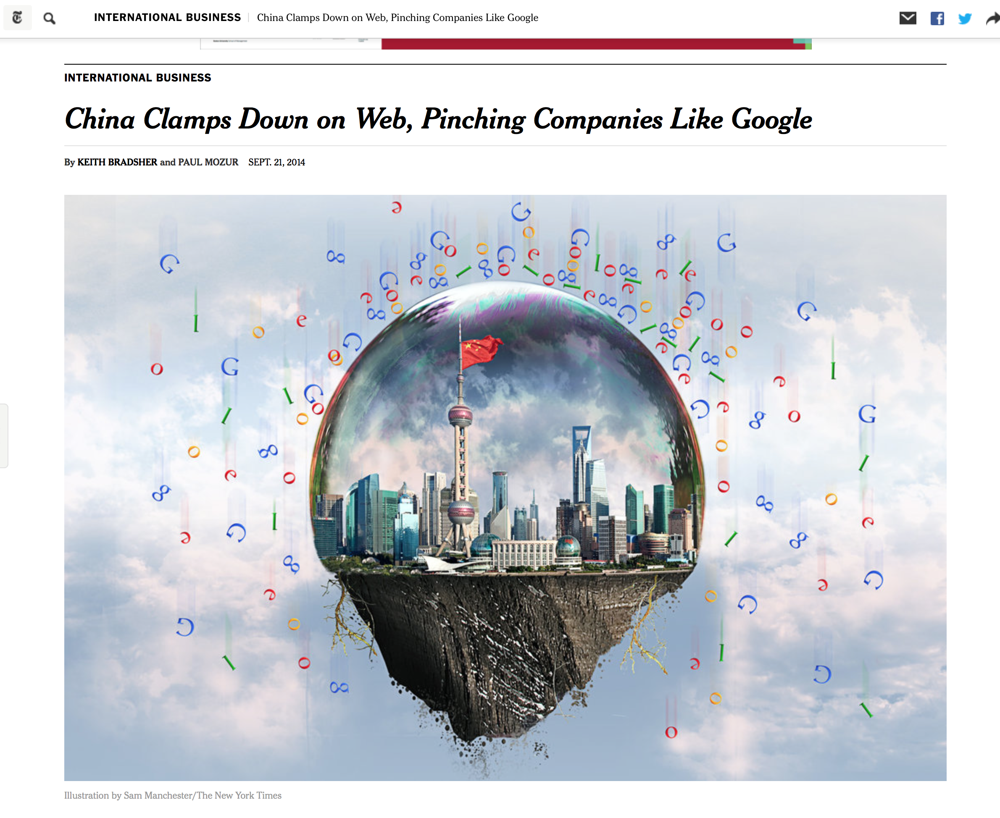 INTERNATIONAL BUSINESS China Clamps Down on Web, Pinching Companies Like Google
INTERNATIONAL BUSINESS
China Clamps Down on Web, Pinching Companies Like Google
By KEITH BRADSHER and PAUL MOZUR SEPT. 21, 2014
Illustration by Sam Manchester/The New York Times